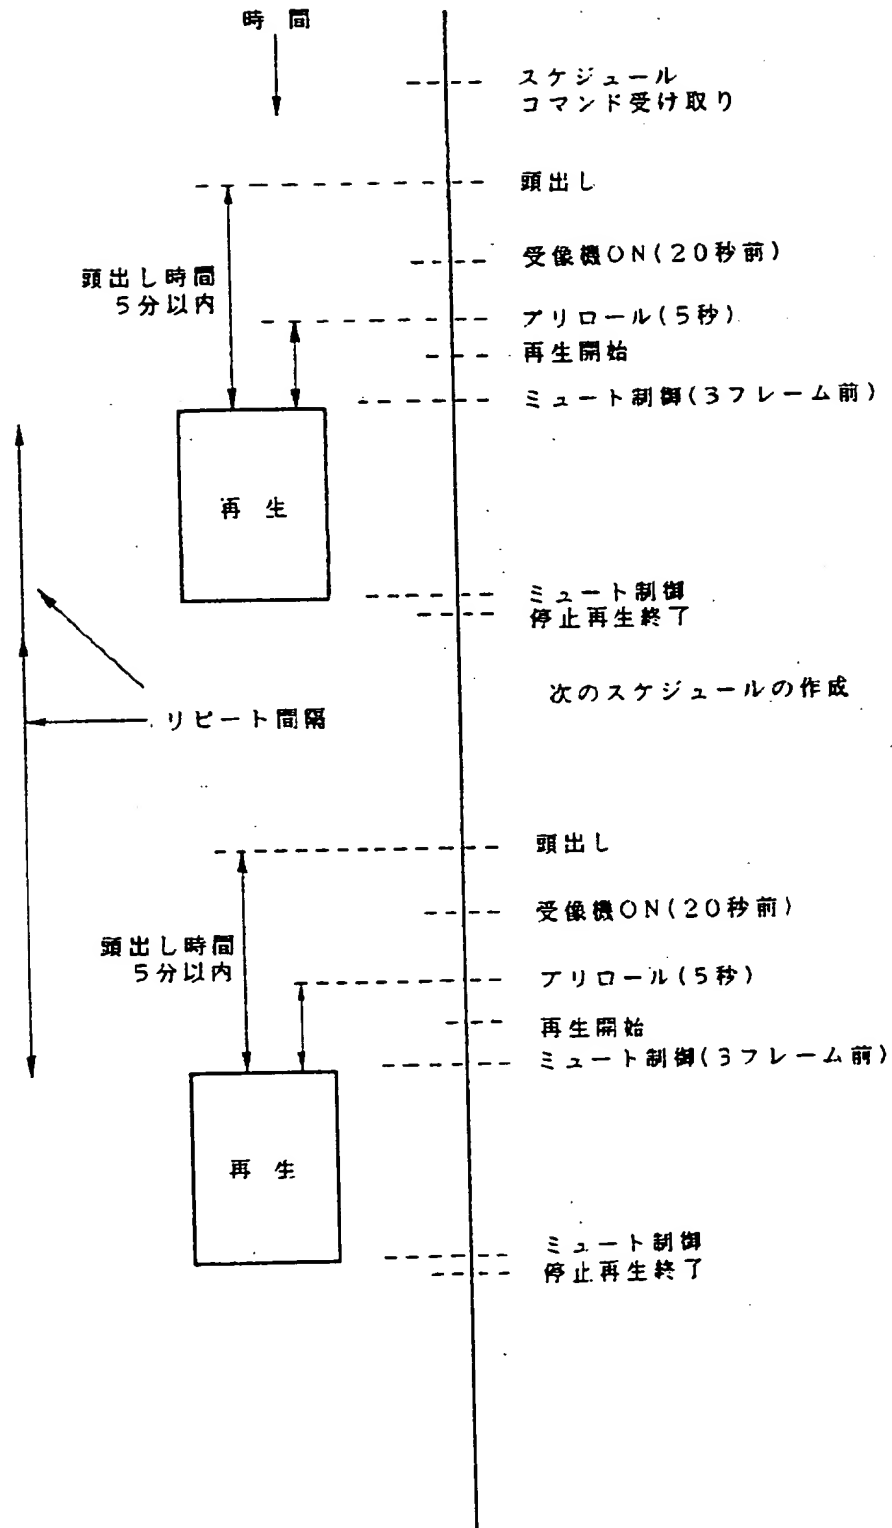 時間
スケジュール
コマンド受け取り
頭出し
受像機ON(20秒前)
頭出し時間
5分以内
プリロール(5秒)
再生開始
ミュート制御(3フレーム前)
再生
ミュート制御
停止再生終了
次のスケジュールの作成
リピート間隔
頭出し
受像機ON(20秒前)
頭出し時間
5分以内
プリロール(5秒)
再生開始
ミュート制御(3フレーム前)
再生
ミュート制御
停止再生終了